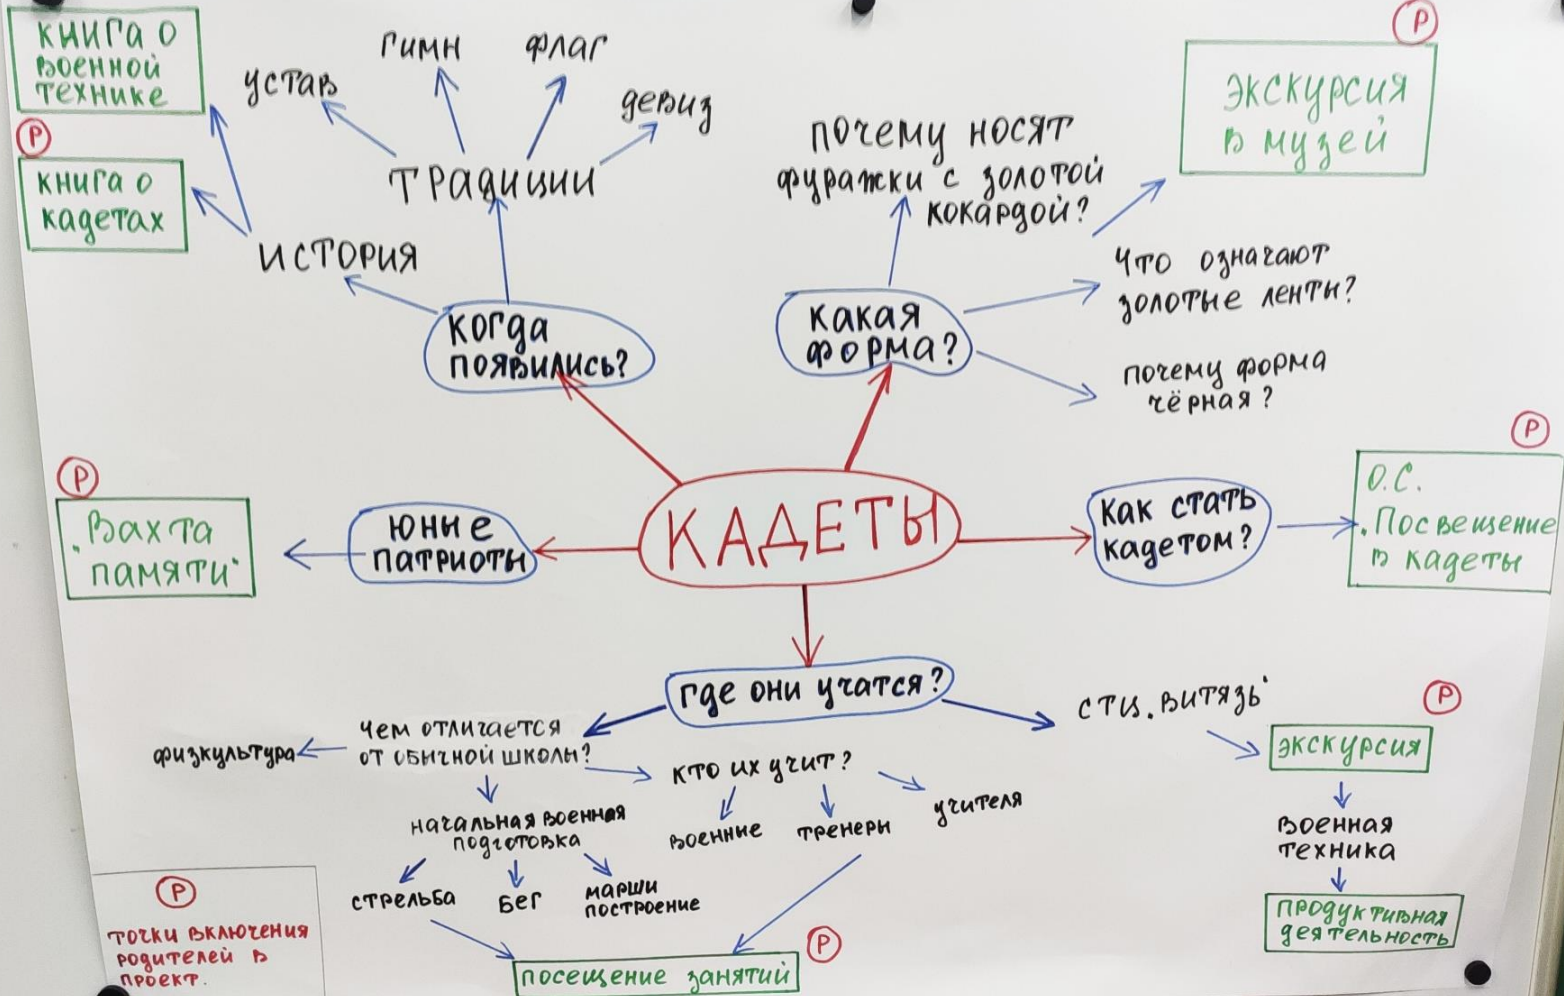 КНИГА О
ВОЕННОЙ
ТЕХНИКЕ
Р
КНИГА О
КАДЕТАХ
УСТАВ
ГИМН
ФЛАГ
ДЕВИЗ
ТРАДИЦИИ
ИСТОРИЯ
КОГДА
ПОЯВИЛИСЬ?
ПОЧЕМУ НОСЯТ
ФУРАЖКИ С ЗОЛОТОЙ
КОКАРДОЙ?
Р
ЭКСКУРСИЯ
В МУЗЕЙ
КАКАЯ
ФОРМА?
ЧТО ОЗНАЧАЮТ
ЗОЛОТЫЕ ЛЕНТЫ?
ПОЧЕМУ ФОРМА
ЧЁРНАЯ?
Р
"ВАХТА
ПАМЯТИ"
ЮНЫЕ
ПАТРИОТЫ
КАДЕТЫ
КАК СТАТЬ
КАДЕТОМ?
Р
О.С.
"ПОСВЕЩЕНИЕ
В КАДЕТЫ
ГДЕ ОНИ УЧАТСЯ?
ЧЕМ ОТЛИЧАЕТСЯ
ОТ ОБЫЧНОЙ ШКОЛЫ?
ФИЗКУЛЬТУРА
КТО ИХ УЧИТ?
ВОЕННЫЕ
ТРЕНЕРЫ
УЧИТЕЛЯ
НАЧАЛЬНАЯ ВОЕННАЯ
ПОДГОТОВКА
СТРЕЛЬБА
БЕГ
МАРШИ
ПОСТРОЕНИЕ
Р
ПОСЕЩЕНИЕ ЗАНЯТИЙ
СТЦ "ВИТЯЗЬ"
Р
ЭКСКУРСИЯ
ВОЕННАЯ
ТЕХНИКА
ПРОДУКТИВНАЯ
ДЕЯТЕЛЬНОСТЬ
Р
ТОЧКИ ВКЛЮЧЕНИЯ
РОДИТЕЛЕЙ В
ПРОЕКТ.